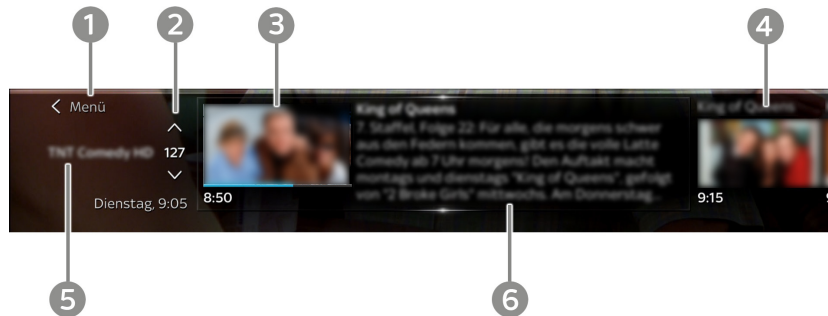 1
2
3
4
Menü
King of Queens
King of Queens
7. Staffel, Folge 22: Für alle, die morgens schwer
aus den Federn kommen, gibt es die volle Latte
Comedy ab 7 Uhr morgens! Den Auftakt macht
montags und dienstags "King of Queens", gefolgt
von "2 Broke Girls" mittwochs. Am Donnerstag...
TNT Comedy HD
127
Dienstag, 9:05
8:50
9:15
5
6